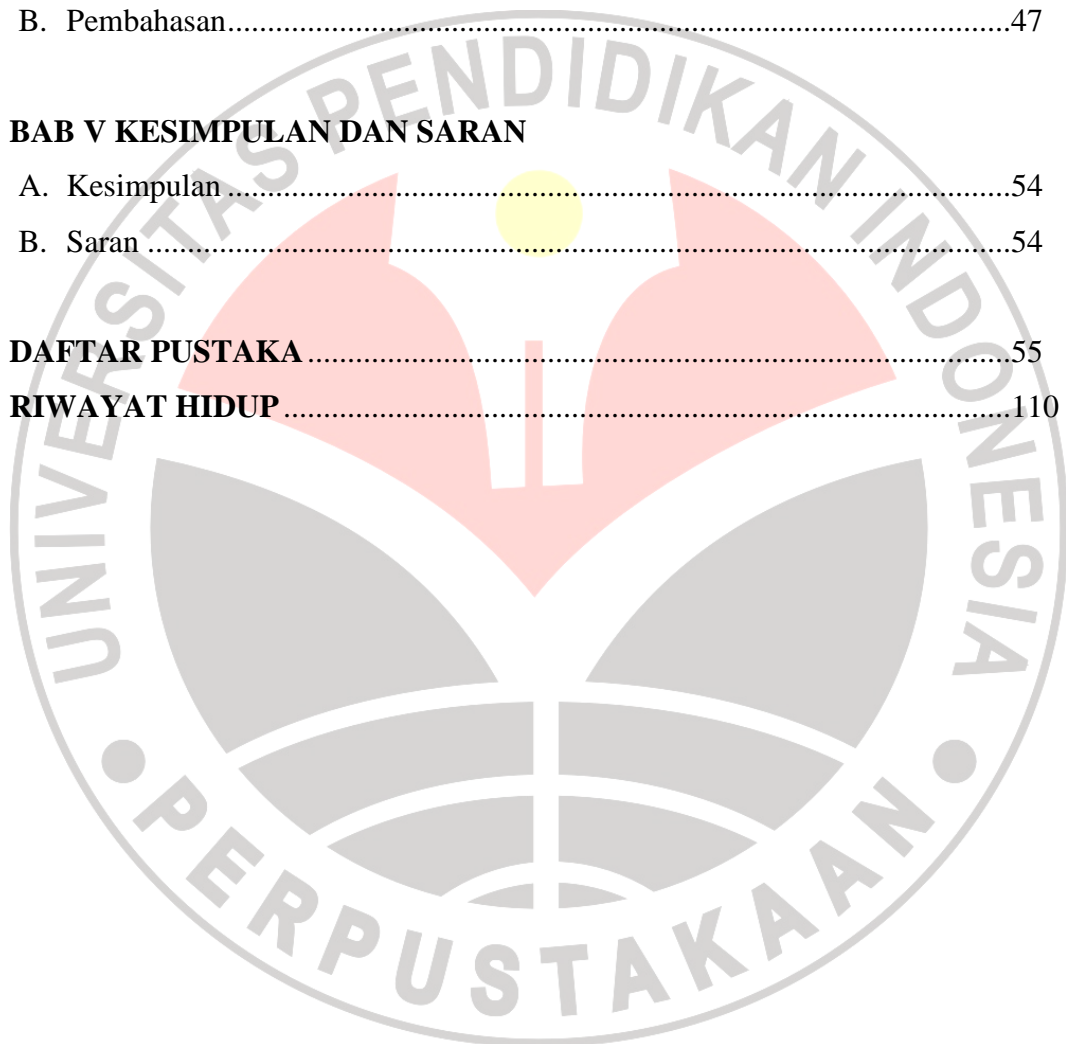 B. Pembahasan..................................................................................................47
BAB V KESIMPULAN DAN SARAN
A. Kesimpulan ..................................................................................................54
B. Saran ............................................................................................................54
DAFTAR PUSTAKA ...........................................................................................55
RIWAYAT HIDUP ..............................................................................................110
UNIVERSITAS PENDIDIKAN INDONESIA
PERPUSTAKAAN